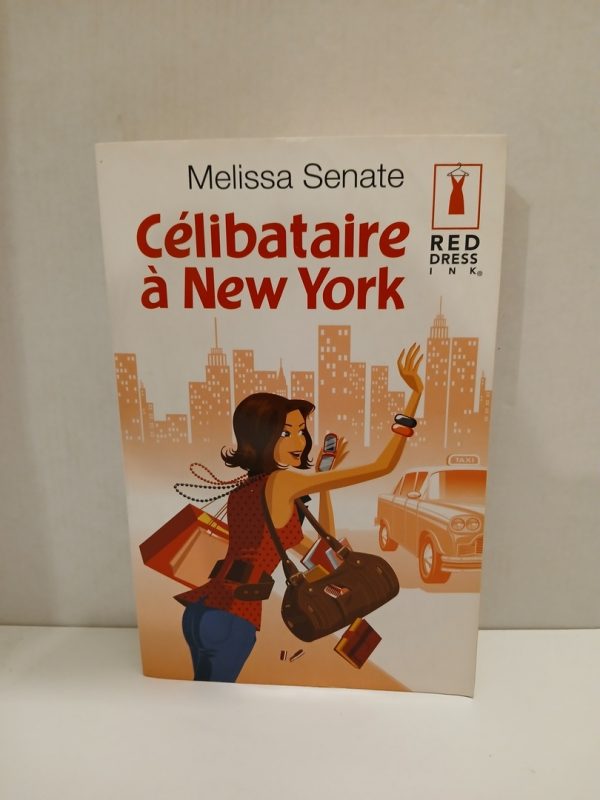 Melissa Senate
Célibataire
à New York
RED
DRESS
INK®
TAXI